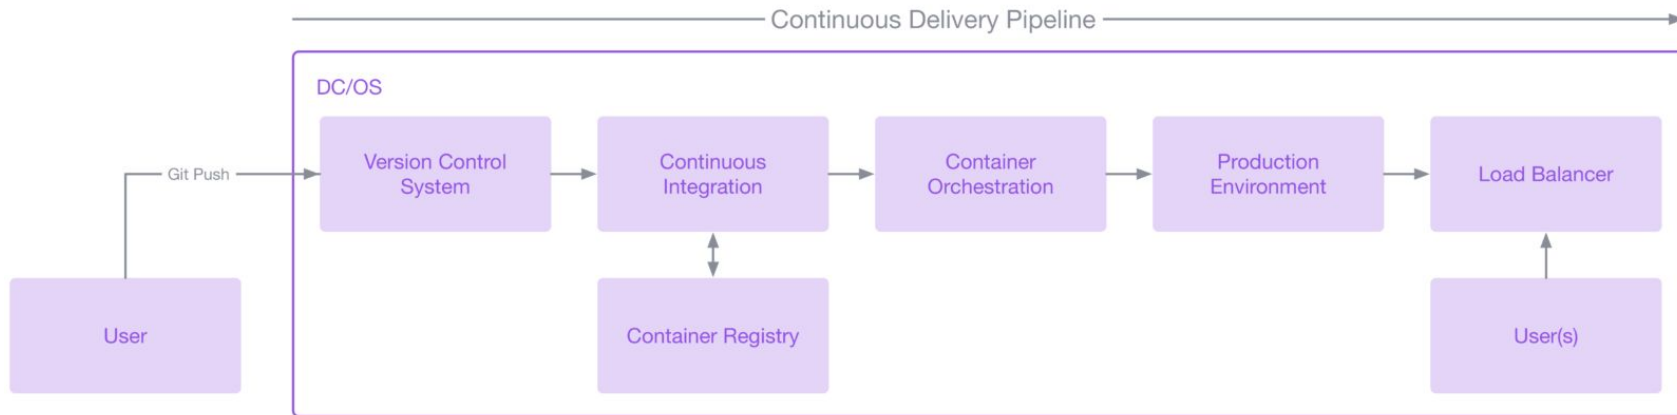 Continuous Delivery Pipeline
DC/OS
Version Control
System
Continuous
Integration
Container
Orchestration
Production
Environment
Load Balancer
Git Push
User
Container Registry
User(s)